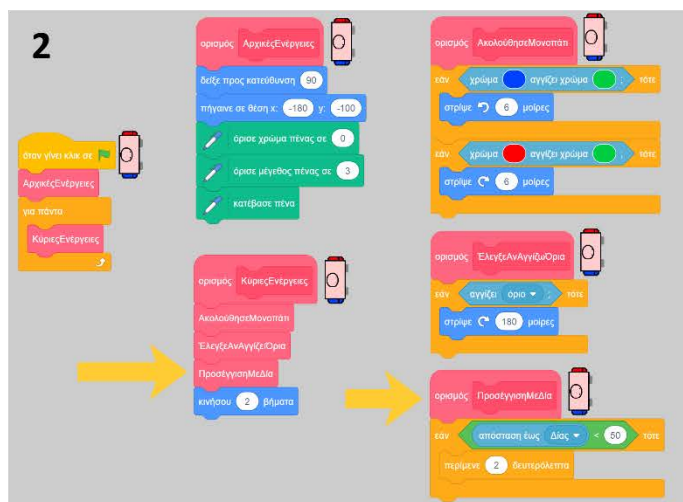 2
όταν γίνει κλικ σε
ΑρχικέςΕνέργειες
για πάντα
ΚύριεςΕνέργειες
ορισμός ΑρχικέςΕνέργειες
δείξε προς κατεύθυνση 90
πήγαινε σε θέση x: -180 y: -100
όρισε χρώμα πένας σε 0
όρισε μέγεθος πένας σε 3
κατέβασε πένα
ορισμός ΚύριεςΕνέργειες
ΑκολούθησεΜονοπάτι
ΈλεγξεΑνΑγγίζειΌρια
ΠροσέγγισηΜεΔία
κινήσου 2 βήματα
ορισμός ΑκολούθησεΜονοπάτι
εάν χρώμα αγγίζει χρώμα ; τότε
στρίψε 6 μοίρες
εάν χρώμα αγγίζει χρώμα ; τότε
στρίψε 6 μοίρες
ορισμός ΈλεγξεΑνΑγγίζωΌρια
εάν αγγίζει όριο ; τότε
στρίψε 180 μοίρες
ορισμός ΠροσέγγισηΜεΔία
εάν απόσταση έως Δίας < 50 τότε
περίμενε 2 δευτερόλεπτα